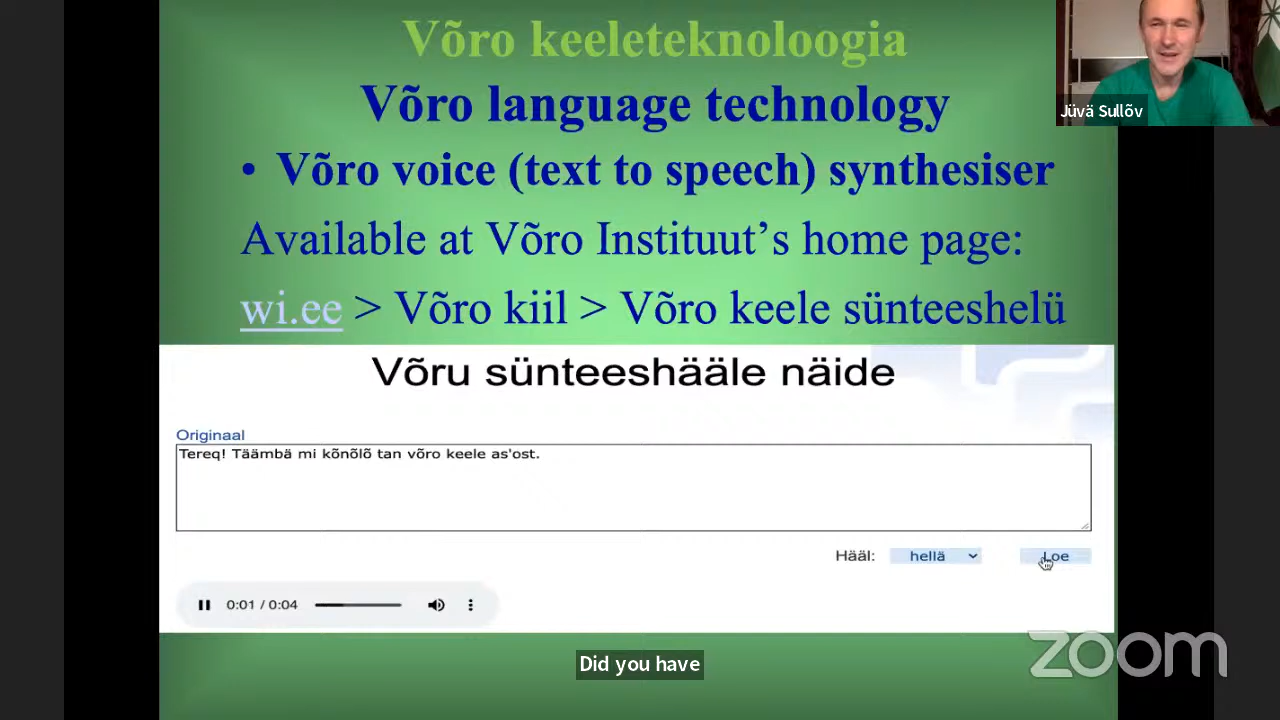 Võro keeleteknoloogia
Võro language technology
Jüvä Sullõv
• Võro voice (text to speech) synthesiser
Available at Võro Instituut’s home page:
wi.ee > Võro kiil > Võro keele sünteeshelü
Võru sünteeshääle näide
Originaal
Tereq! Täämbä mi kõnõlõ tan võro keele as'ost.
Hääl: hellä Loe
0:01 / 0:04
Did you have
zoom